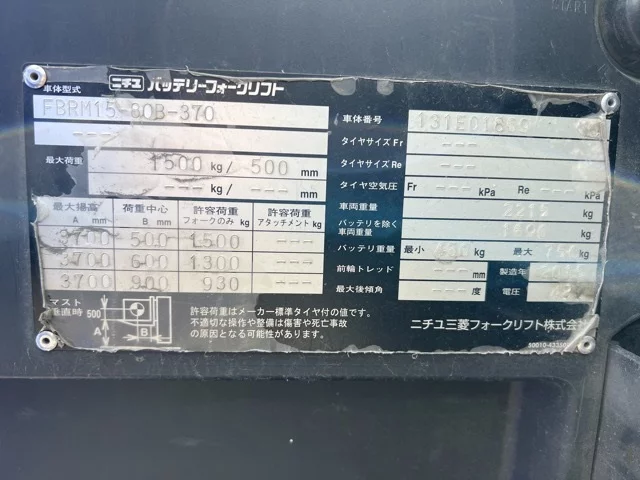 ニチユ バッテリーフォークリフト
車体型式
FBRM15-80B-370
---
最大荷重 1500 kg/ 500 mm
--- kg/ --- mm
最大揚高 A mm 荷重中心 B mm 許容荷重 フォークのみ kg 許容荷重 アタッチメント kg
3700 500 1500 ---
3700 600 1300 ---
3700 900 930 ---
マスト垂直時 500 A B
許容荷重はメーカー標準タイヤ付の値です。
不適切な操作や整備は傷害や死亡事故
の原因となる可能性があります。
車体番号
タイヤサイズ Fr ---
タイヤサイズ Re ---
タイヤ空気圧 Fr --- kPa Re --- kPa
車両重量 kg
バッテリを除く車両重量 kg
バッテリ重量 最小 kg 最大 kg
前輪トレッド --- mm 製造年
最大後傾角 --- 度 電圧
ニチユ三菱フォークリフト株式会社